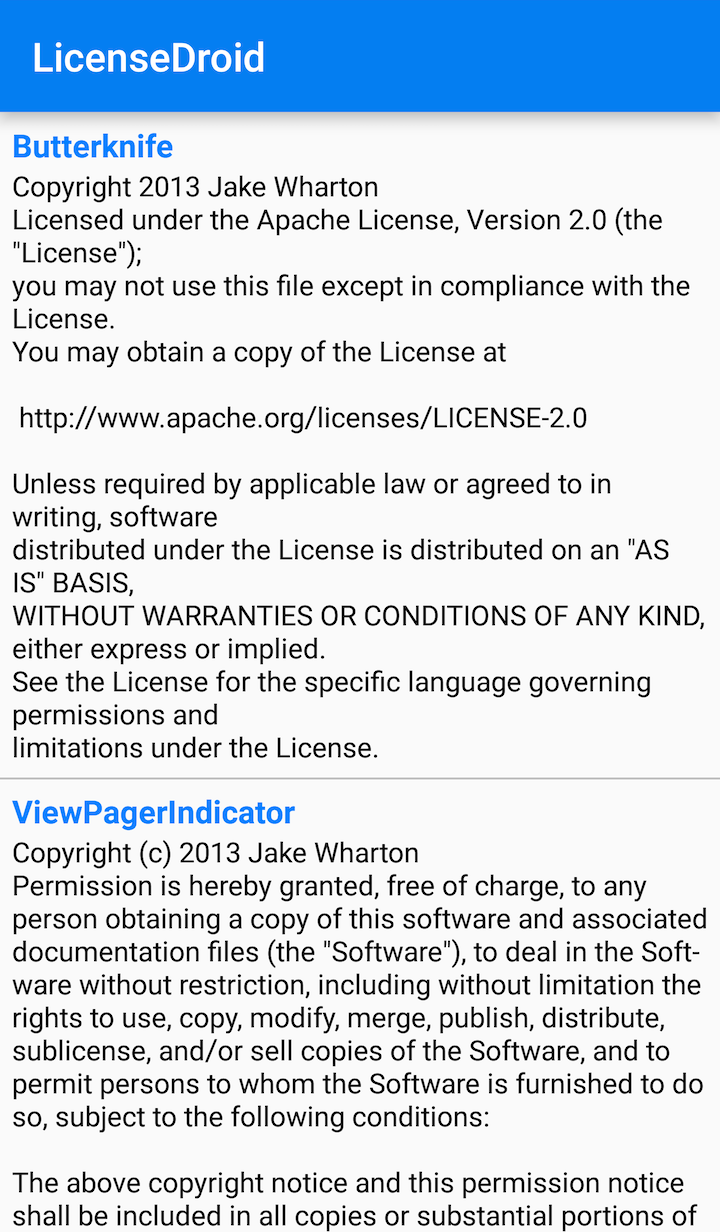 LicenseDroid
Butterknife
Copyright 2013 Jake Wharton
Licensed under the Apache License, Version 2.0 (the
"License");
you may not use this file except in compliance with the
License.
You may obtain a copy of the License at
http://www.apache.org/licenses/LICENSE-2.0
Unless required by applicable law or agreed to in
writing, software
distributed under the License is distributed on an "AS
IS" BASIS,
WITHOUT WARRANTIES OR CONDITIONS OF ANY KIND,
either express or implied.
See the License for the specific language governing
permissions and
limitations under the License.
ViewPagerIndicator
Copyright (c) 2013 Jake Wharton
Permission is hereby granted, free of charge, to any
person obtaining a copy of this software and associated
documentation files (the "Software"), to deal in the Soft-
ware without restriction, including without limitation the
rights to use, copy, modify, merge, publish, distribute,
sublicense, and/or sell copies of the Software, and to
permit persons to whom the Software is furnished to do
so, subject to the following conditions:
The above copyright notice and this permission notice
shall be included in all copies or substantial portions of